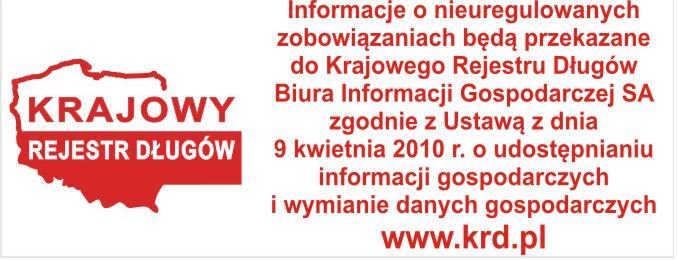 KRAJOWY
REJESTR DŁUGÓW
Informacje o nieuregulowanych
zobowiązaniach będą przekazane
do Krajowego Rejestru Długów
Biura Informacji Gospodarczej SA
zgodnie z Ustawą z dnia
9 kwietnia 2010 r. o udostępnianiu
informacji gospodarczych
i wymianie danych gospodarczych
www.krd.pl